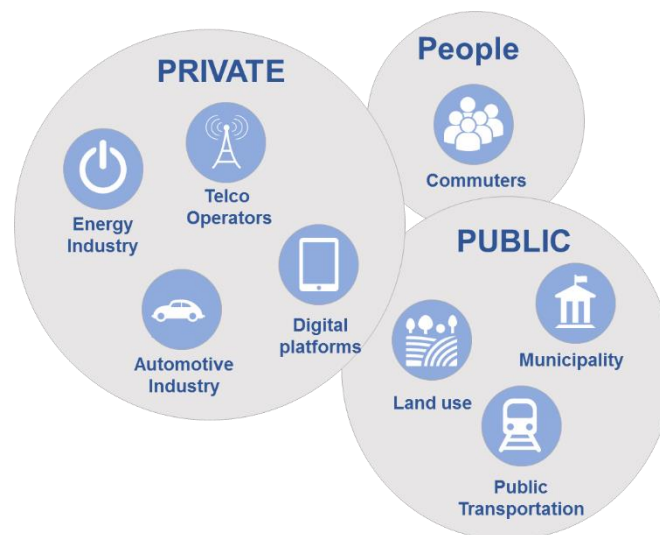 PRIVATE
Energy
Industry
Telco
Operators
Automotive
Industry
Digital
platforms
People
Commuters
PUBLIC
Municipality
Land use
Public
Transportation